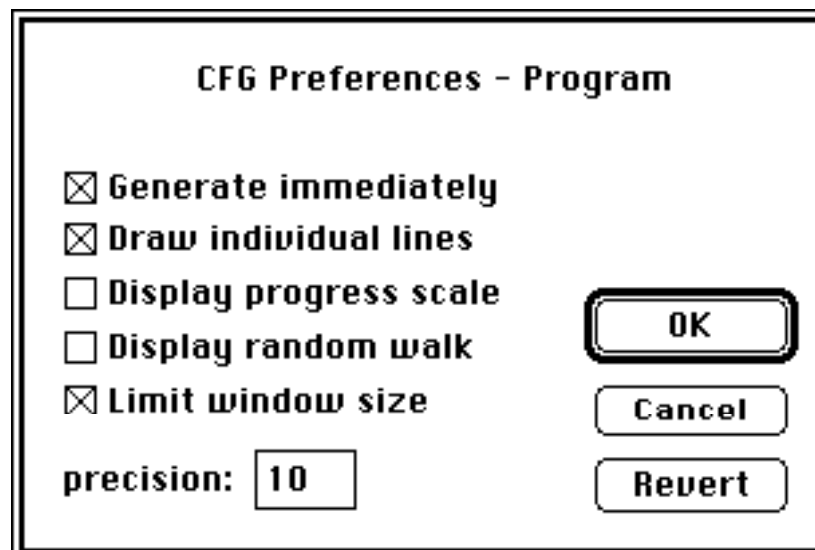 CFG Preferences - Program
Generate immediately
Draw individual lines
Display progress scale
Display random walk
Limit window size
precision: 10
OK
Cancel
Revert